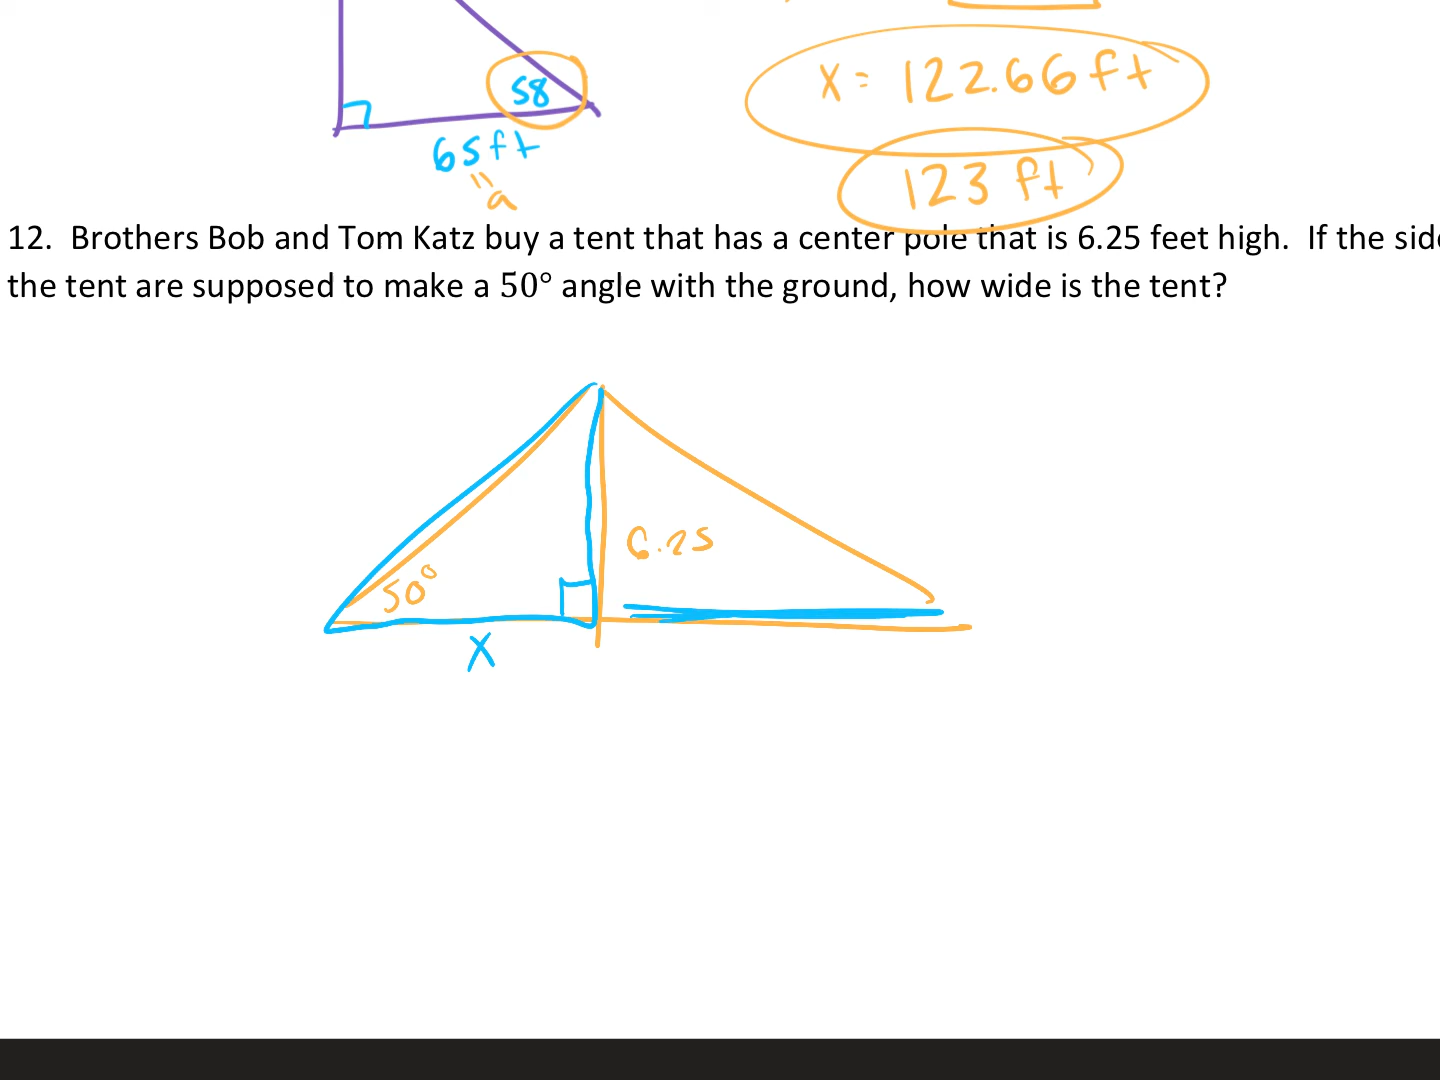 58
x = 122.66 ft
65 ft
123 ft
= a
12. Brothers Bob and Tom Katz buy a tent that has a center pole that is 6.25 feet high. If the
the tent are supposed to make a 50° angle with the ground, how wide is the tent?
6.25
50°
x